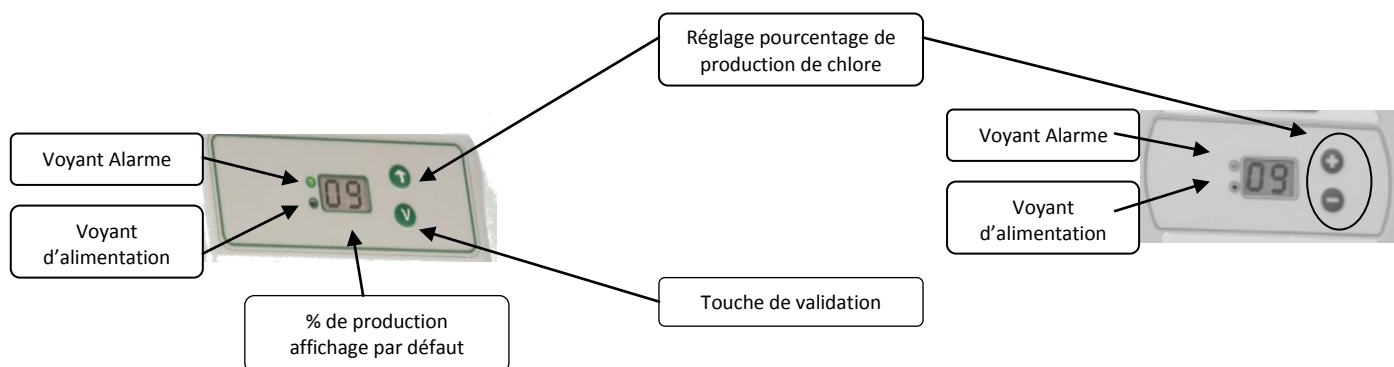 Réglage pourcentage de
production de chlore
Voyant Alarme
Voyant
d'alimentation
09
V
% de production
affichage par défaut
Touche de validation
Voyant Alarme
Voyant
d'alimentation
09
+
-